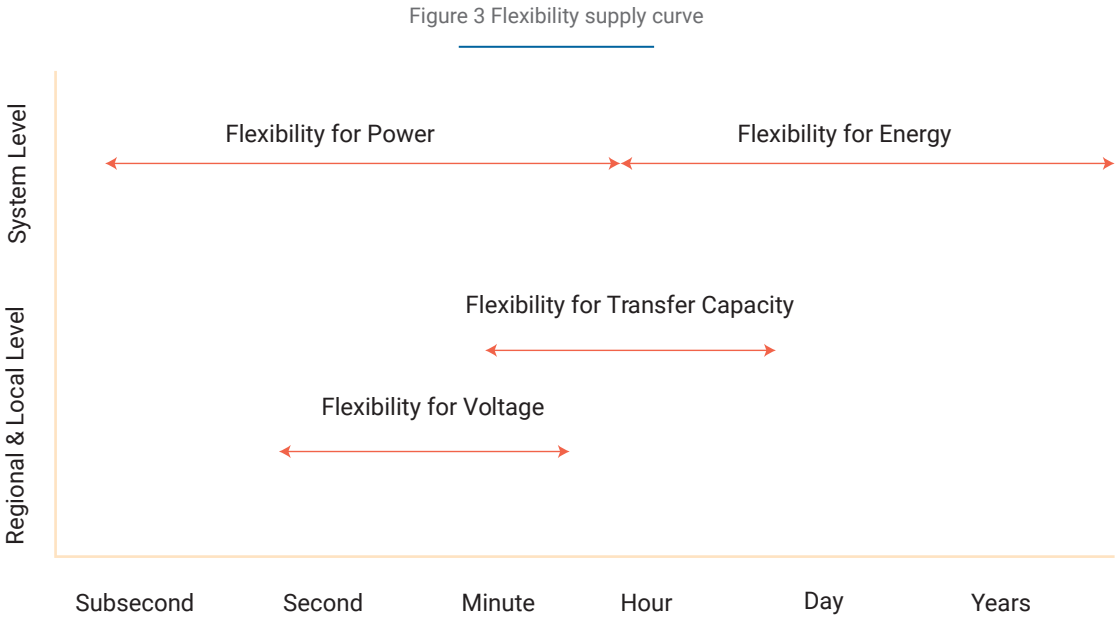 Figure 3 Flexibility supply curve
System Level
Flexibility for Power
Flexibility for Energy
Regional & Local Level
Flexibility for Transfer Capacity
Flexibility for Voltage
Subsecond
Second
Minute
Hour
Day
Years